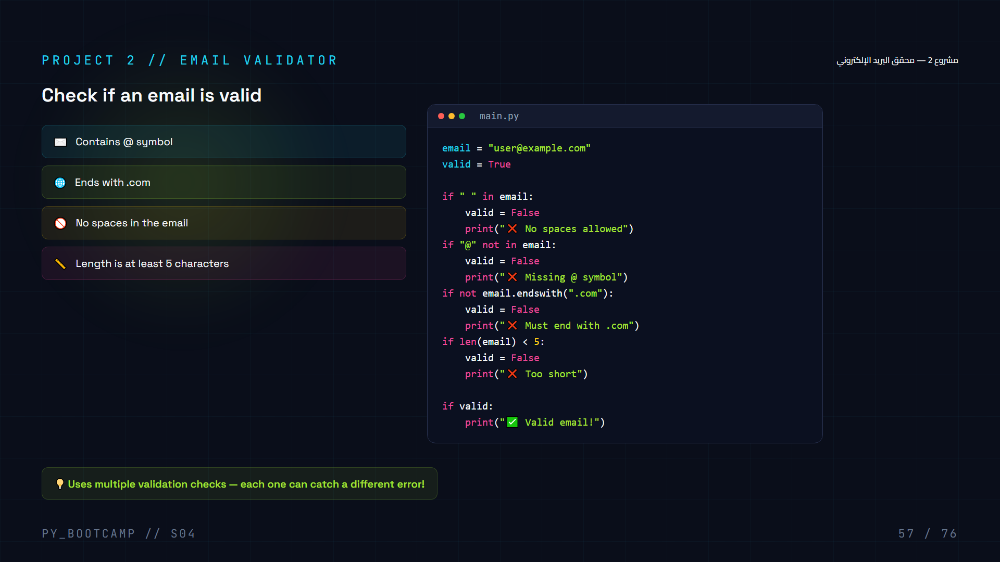 PROJECT 2 // EMAIL VALIDATOR
مشروع 2 — محقق البريد الإلكتروني
Check if an email is valid
✉️ Contains @ symbol
🌐 Ends with .com
🚫 No spaces in the email
📏 Length is at least 5 characters
main.py
email = "user@example.com"
valid = True
if " " in email:
    valid = False
    print("❌ No spaces allowed")
if "@" not in email:
    valid = False
    print("❌ Missing @ symbol")
if not email.endswith(".com"):
    valid = False
    print("❌ Must end with .com")
if len(email) < 5:
    valid = False
    print("❌ Too short")
if valid:
    print("✅ Valid email!")
💡 Uses multiple validation checks — each one can catch a different error!
PY_BOOTCAMP // S04
57 / 76